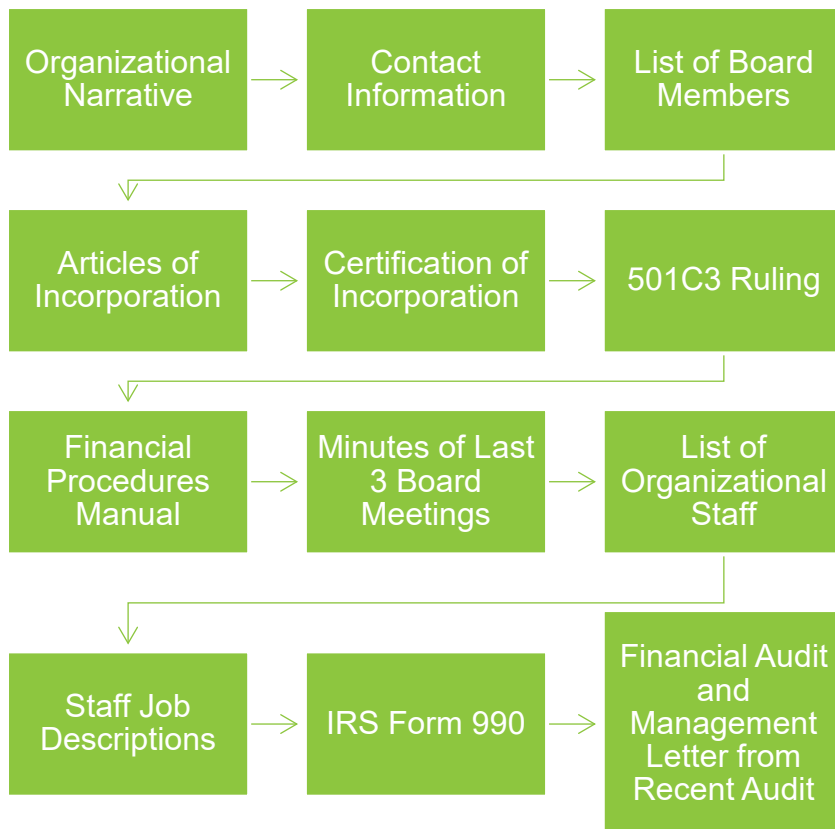 Organizational
Narrative
Contact
Information
List of Board
Members
Articles of
Incorporation
Certification of
Incorporation
501C3 Ruling
Financial
Procedures
Manual
Minutes of Last
3 Board
Meetings
List of
Organizational
Staff
Staff Job
Descriptions
IRS Form 990
Financial Audit
and
Management
Letter from
Recent Audit